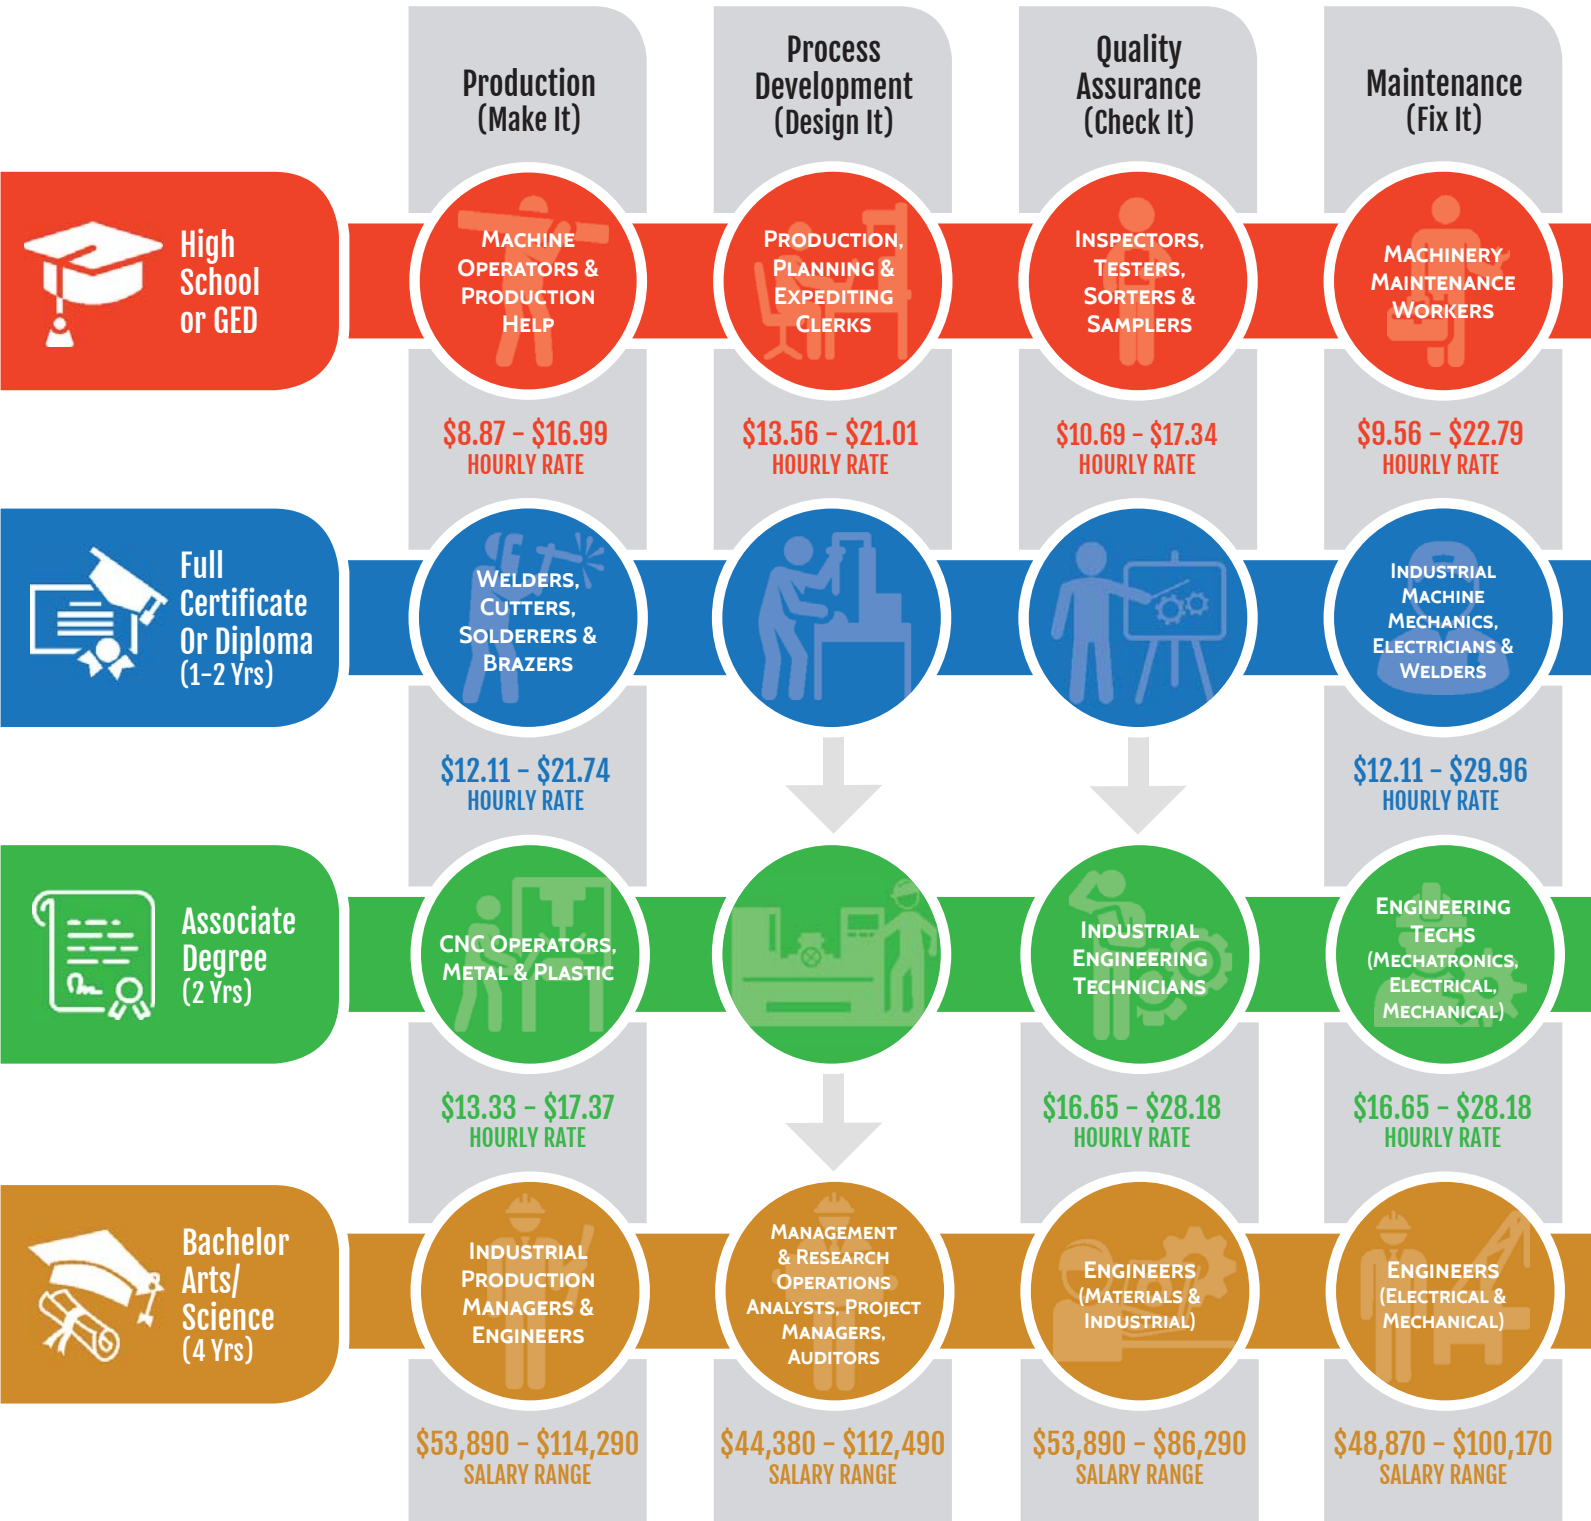 Production
(Make It)
Process
Development
(Design It)
Quality
Assurance
(Check It)
Maintenance
(Fix It)
High
School
or GED
MACHINE
OPERATORS &
PRODUCTION
HELP
PRODUCTION,
PLANNING &
EXPEDITING
CLERKS
INSPECTORS,
TESTERS,
SORTERS &
SAMPLERS
MACHINERY
MAINTENANCE
WORKERS
$8.87 – $16.99
HOURLY RATE
$13.56 – $21.01
HOURLY RATE
$10.69 – $17.34
HOURLY RATE
$9.56 – $22.79
HOURLY RATE
Full
Certificate
Or Diploma
(1-2 Yrs)
WELDERS,
CUTTERS,
SOLDERERS &
BRAZERS
INDUSTRIAL
MACHINE
MECHANICS,
ELECTRICIANS &
WELDERS
$12.11 – $21.74
HOURLY RATE
$12.11 – $29.96
HOURLY RATE
Associate
Degree
(2 Yrs)
CNC OPERATORS,
METAL & PLASTIC
INDUSTRIAL
ENGINEERING
TECHNICIANS
ENGINEERING
TECHS
(MECHATRONICS,
ELECTRICAL,
MECHANICAL)
$13.33 – $17.37
HOURLY RATE
$16.65 – $28.18
HOURLY RATE
$16.65 – $28.18
HOURLY RATE
Bachelor
Arts/
Science
(4 Yrs)
INDUSTRIAL
PRODUCTION
MANAGERS &
ENGINEERS
MANAGEMENT
& RESEARCH
OPERATIONS
ANALYSTS, PROJECT
MANAGERS,
AUDITORS
ENGINEERS
(MATERIALS &
INDUSTRIAL)
ENGINEERS
(ELECTRICAL &
MECHANICAL)
$53,890 – $114,290
SALARY RANGE
$44,380 – $112,490
SALARY RANGE
$53,890 – $86,290
SALARY RANGE
$48,870 – $100,170
SALARY RANGE